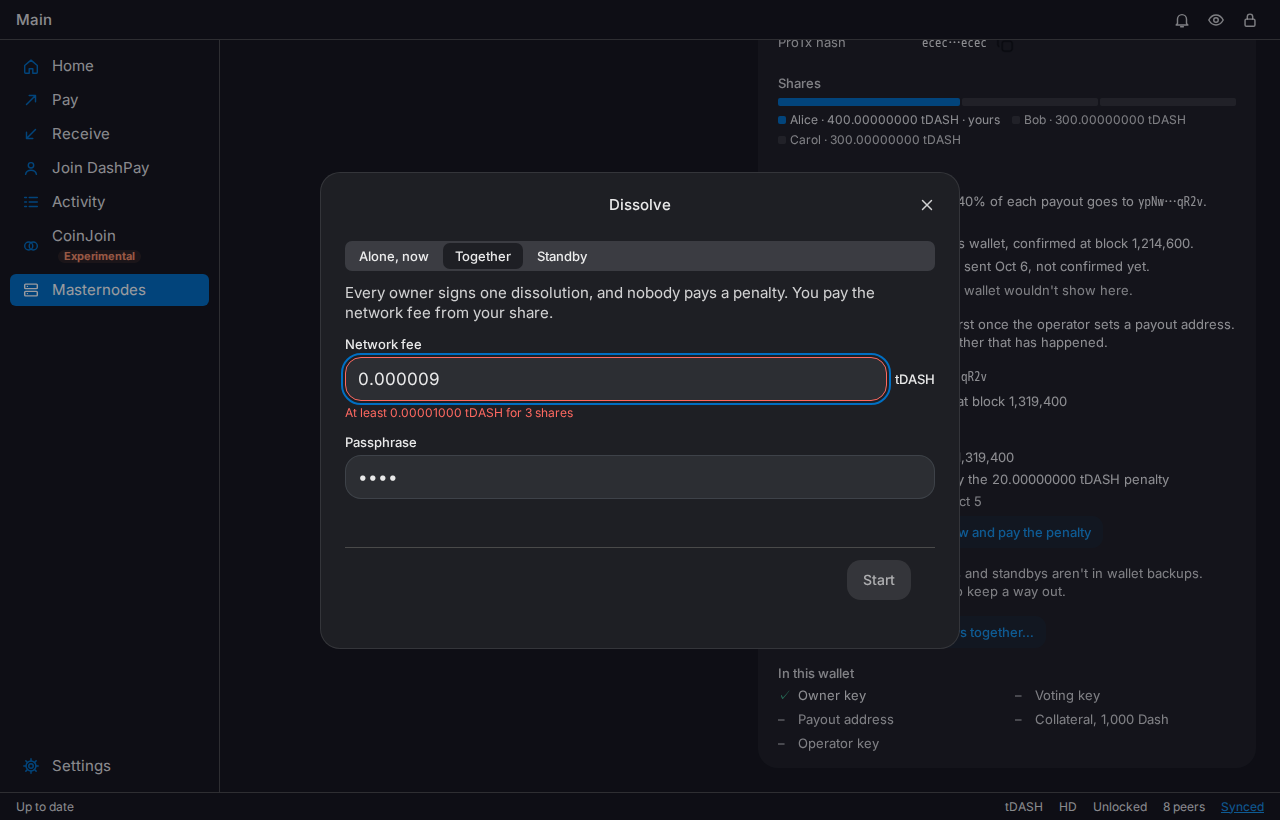 Main
Home
Pay
Receive
Join DashPay
Activity
CoinJoin
Experimental
Masternodes
Settings
ProTx hash ecec···ecec
Shares
Alice · 400.00000000 tDASH · yours Bob · 300.00000000 tDASH
Carol · 300.00000000 tDASH
40% of each payout goes to ypNw···qR2v.
wallet, confirmed at block 1,214,600.
sent Oct 6, not confirmed yet.
wallet wouldn't show here.
once the operator sets a payout address.
that has happened.
qR2v
at block 1,319,400
1,319,400
the 20.00000000 tDASH penalty
Oct 5
and pay the penalty
and standbys aren't in wallet backups.
keep a way out.
together...
In this wallet
✓ Owner key
– Voting key
– Payout address
– Collateral, 1,000 Dash
– Operator key
Dissolve
Alone, now Together Standby
Every owner signs one dissolution, and nobody pays a penalty. You pay the
network fee from your share.
Network fee
0.000009 tDASH
At least 0.00001000 tDASH for 3 shares
Passphrase
••••
Start
Up to date
tDASH HD Unlocked 8 peers Synced